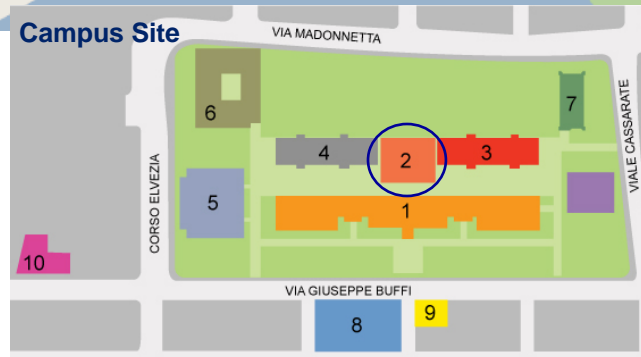 Campus Site
VIA MADONNETTA
6
7
4
2
3
VIALE CASSARATE
CORSO ELVEZIA
5
1
10
VIA GIUSEPPE BUFFI
9
8